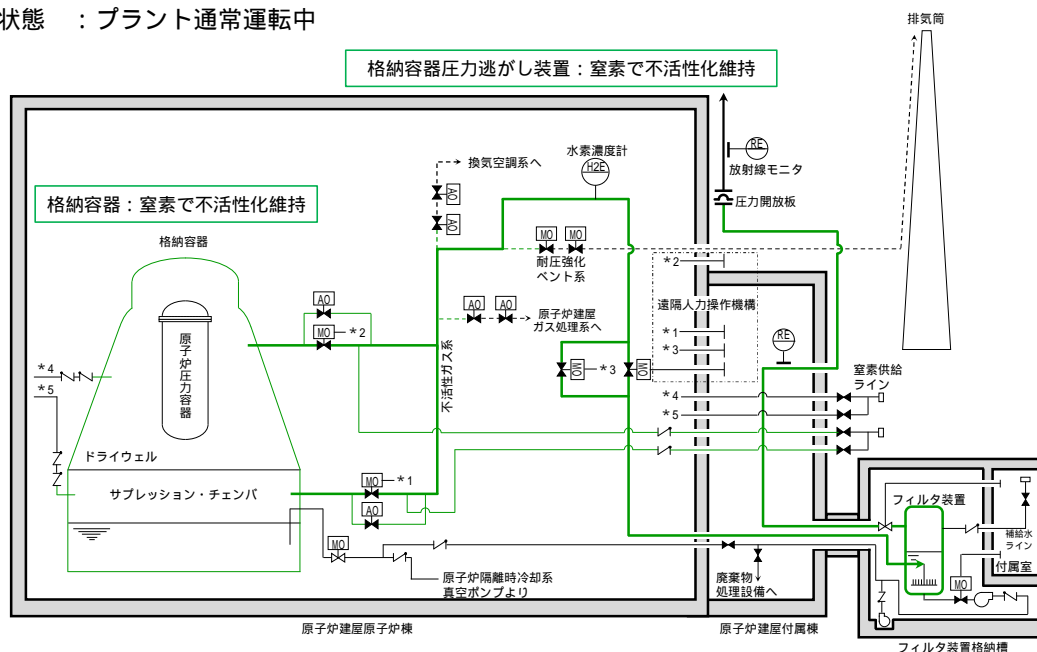 状態　：プラント通常運転中
排気筒
格納容器圧力逃がし装置：窒素で不活性化維持
RE
放射線モニタ
水素濃度計
H2E
換気空調系へ
AO
AO
圧力開放板
格納容器：窒素で不活性化維持
格納容器
MO
MO
耐圧強化
ベント系
*2
遠隔人力操作機構
AO
AO
AO
原子炉建屋
ガス処理系へ
MO
*2
*1
RE
*3
原子炉圧力容器
不活性ガス系
MO
*3
MO
*4
*5
窒素供給
ライン
*4
*5
ドライウェル
サプレッション・チェンバ
MO
*1
AO
フィルタ装置
補給水
ライン
付属室
MO
MO
原子炉隔離時冷却系
真空ポンプより
廃棄物
処理設備へ
原子炉建屋原子炉棟
原子炉建屋付属棟
フィルタ装置格納槽